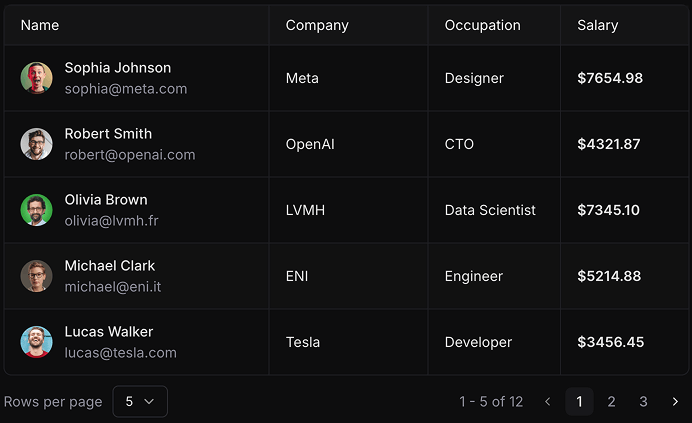 Name Company Occupation Salary
Sophia Johnson
sophia@meta.com
Meta Designer $7654.98
Robert Smith
robert@openai.com
OpenAI CTO $4321.87
Olivia Brown
olivia@lvmh.fr
LVMH Data Scientist $7345.10
Michael Clark
michael@eni.it
ENI Engineer $5214.88
Lucas Walker
lucas@tesla.com
Tesla Developer $3456.45
Rows per page 5 1 - 5 of 12 1 2 3